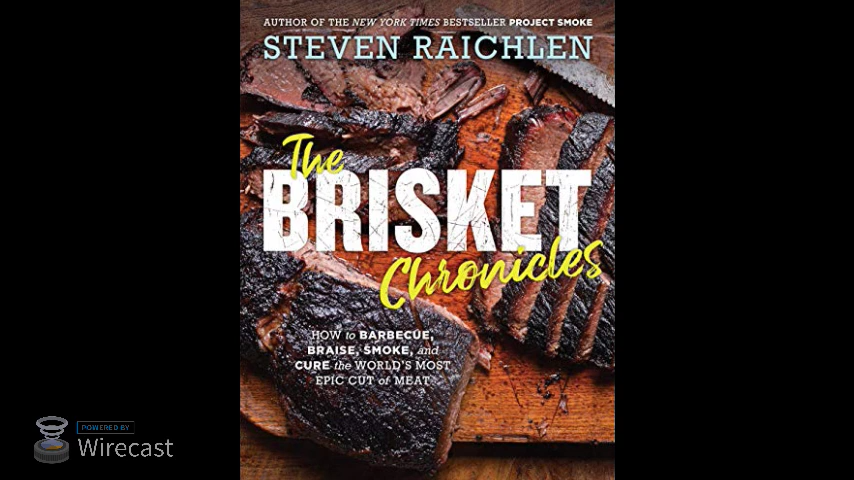 AUTHOR OF THE NEW YORK TIMES BESTSELLER PROJECT SMOKE
STEVEN RAICHLEN
The
BRISKET
Chronicles
HOW to BARBECUE,
BRAISE, SMOKE, and
CURE the WORLD'S MOST
EPIC CUT of MEAT
POWERED BY
Wirecast